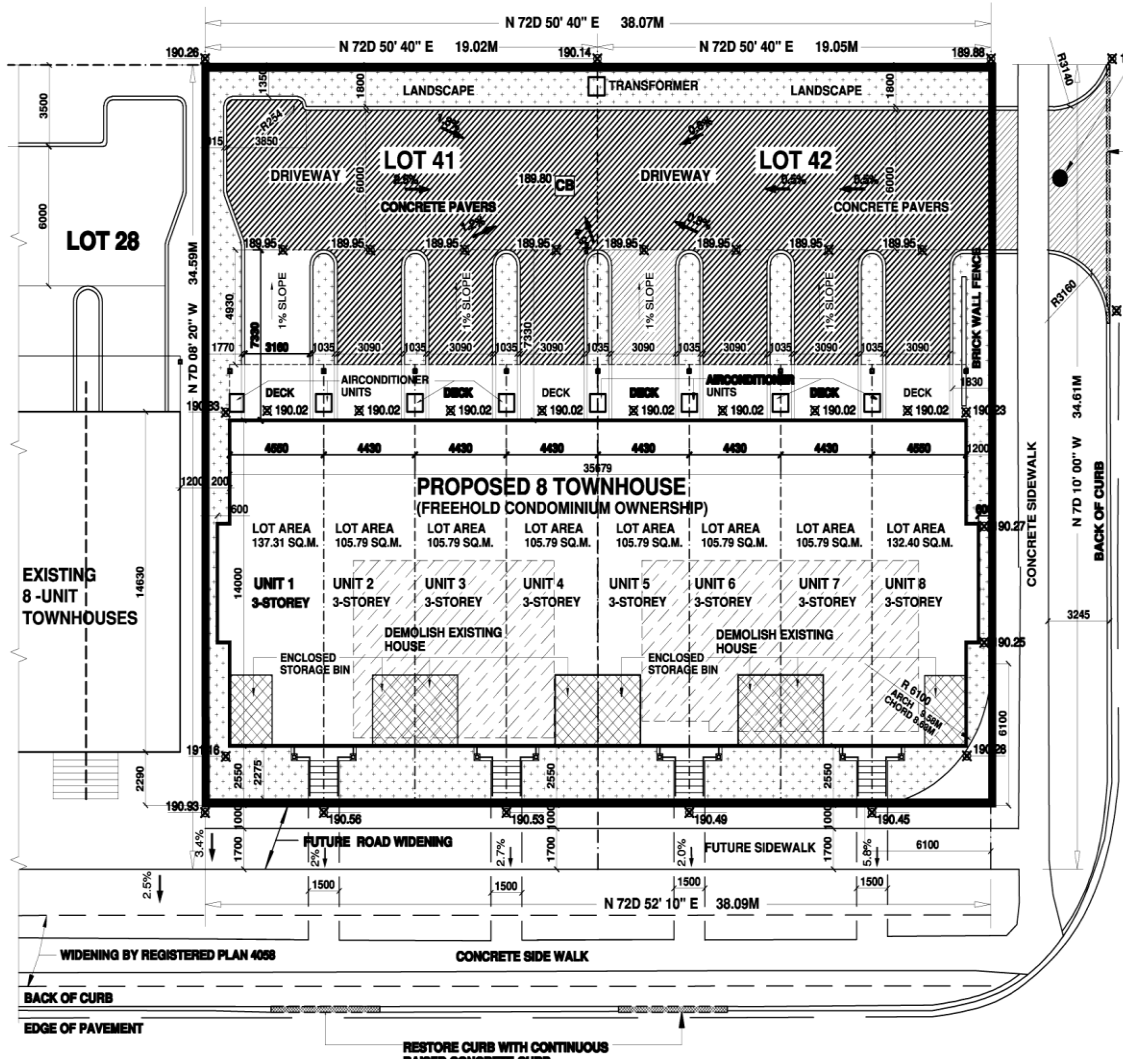 N 72D 50' 40" E 38.07M
N 72D 50' 40" E 19.02M
N 72D 50' 40" E 19.05M
190.26
190.14
189.88
3500
1350
1800
LANDSCAPE
TRANSFORMER
LANDSCAPE
1800
R3140
R254
3850
LOT 41
LOT 42
DRIVEWAY
DRIVEWAY
6000
6000
189.80
CB
0.5%
0.5%
CONCRETE PAVERS
CONCRETE PAVERS
6000
LOT 28
N 7D 08' 20" W 34.59M
189.95
189.95
189.95
189.95
189.95
189.95
189.95
189.95
4930
7330
1% SLOPE
1% SLOPE
7330
1% SLOPE
1% SLOPE
BRICK WALL FENCE
R3160
1770
3160
1035
3090
1035
3090
1035
3090
1035
3090
1035
3090
1035
3090
1035
3090
1630
DECK
AIRCONDITIONER
UNITS
DECK
DECK
DECK
AIRCONDITIONER
UNITS
DECK
DECK
190.02
190.02
190.02
190.02
190.02
190.02
190.02
190.02
4430
4430
4430
4430
4430
4430
1200
35679
PROPOSED 8 TOWNHOUSE
(FREEHOLD CONDOMINIUM OWNERSHIP)
1200
600
190.27
LOT AREA
137.31 SQ.M.
LOT AREA
105.79 SQ.M.
LOT AREA
105.79 SQ.M.
LOT AREA
105.79 SQ.M.
LOT AREA
105.79 SQ.M.
LOT AREA
105.79 SQ.M.
LOT AREA
105.79 SQ.M.
LOT AREA
132.40 SQ.M.
UNIT 1
3-STOREY
UNIT 2
3-STOREY
UNIT 3
3-STOREY
UNIT 4
3-STOREY
UNIT 5
3-STOREY
UNIT 6
3-STOREY
UNIT 7
3-STOREY
UNIT 8
3-STOREY
EXISTING
8 -UNIT
TOWNHOUSES
14630
14000
DEMOLISH EXISTING
HOUSE
DEMOLISH EXISTING
HOUSE
ENCLOSED
STORAGE BIN
ENCLOSED
STORAGE BIN
190.25
CONCRETE SIDEWALK
N 7D 10' 00" W 34.61M
BACK OF CURB
3245
R 6100
6100
2290
2550
2275
2550
2550
190.93
190.56
190.53
190.49
190.45
1000
1000
1000
FUTURE ROAD WIDENING
FUTURE SIDEWALK
3.4%
1700
2%
2.7%
1700
2.0%
1700
5.8%
6100
2.5%
1500
1500
1500
1500
N 72D 52' 10" E 38.09M
WIDENING BY REGISTERED PLAN 4058
CONCRETE SIDE WALK
BACK OF CURB
EDGE OF PAVEMENT
RESTORE CURB WITH CONTINUOUS